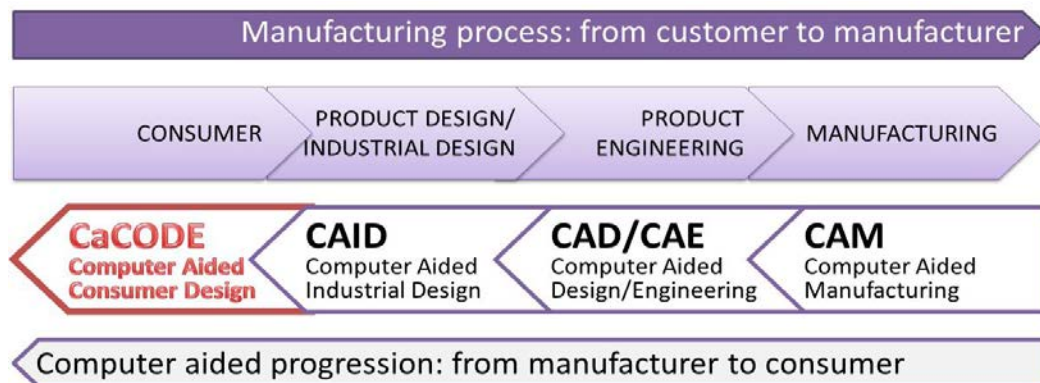 Manufacturing process: from customer to manufacturer
CONSUMER
PRODUCT DESIGN/
INDUSTRIAL DESIGN
PRODUCT
ENGINEERING
MANUFACTURING
CaCODE
Computer Aided
Consumer Design
CAID
Computer Aided
Industrial Design
CAD/CAE
Computer Aided
Design/Engineering
CAM
Computer Aided
Manufacturing
Computer aided progression: from manufacturer to consumer